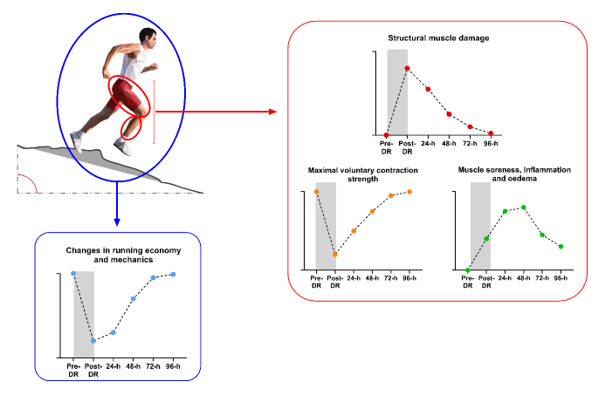 Structural muscle damage
Pre- Post- 24-h 48-h 72-h 96-h
DR DR
Maximal voluntary contraction
strength
Pre- Post- 24-h 48-h 72-h 96-h
DR DR
Muscle soreness, inflammation
and oedema
Pre- Post- 24-h 48-h 72-h 96-h
DR DR
Changes in running economy
and mechanics
Pre- Post- 24-h 48-h 72-h 96-h
DR DR